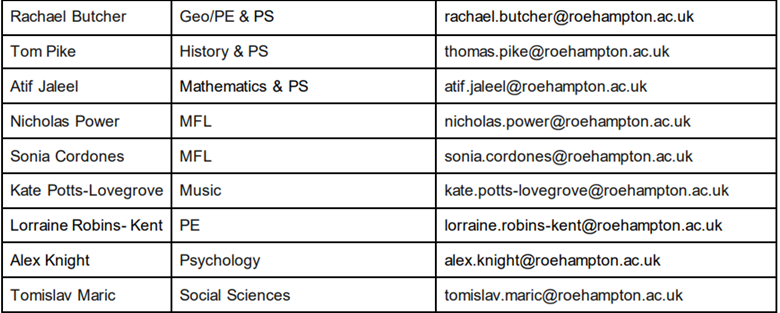 Rachael Butcher Geo/PE & PS rachael.butcher@roehampton.ac.uk
Tom Pike History & PS thomas.pike@roehampton.ac.uk
Atif Jaleel Mathematics & PS atif.jaleel@roehampton.ac.uk
Nicholas Power MFL nicholas.power@roehampton.ac.uk
Sonia Cordones MFL sonia.cordones@roehampton.ac.uk
Kate Potts-Lovegrove Music kate.potts-lovegrove@roehampton.ac.uk
Lorraine Robins- Kent PE lorraine.robins-kent@roehampton.ac.uk
Alex Knight Psychology alex.knight@roehampton.ac.uk
Tomislav Maric Social Sciences tomislav.maric@roehampton.ac.uk